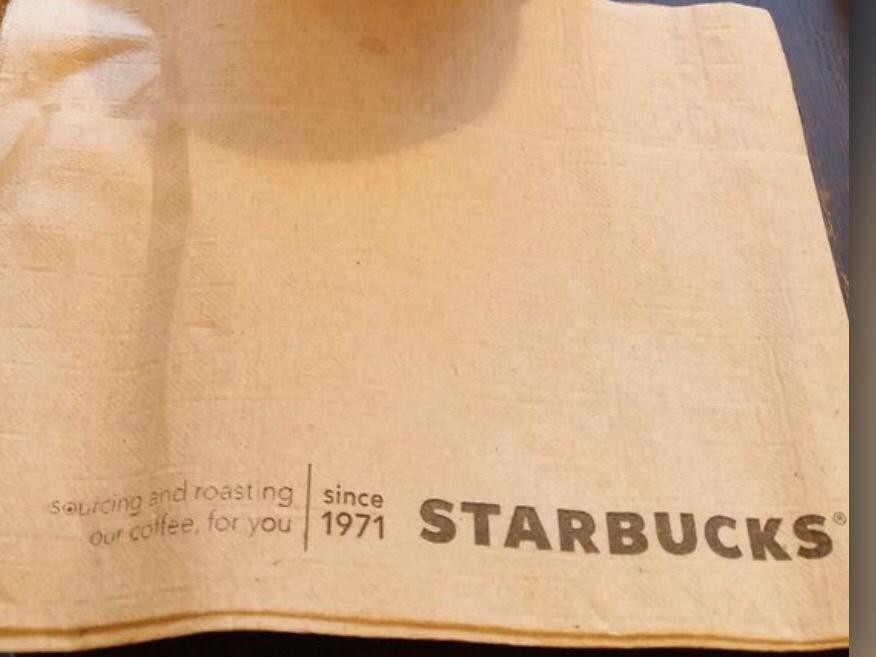 sourcing and roasting
our coffee, for you
since
1971
STARBUCKS®